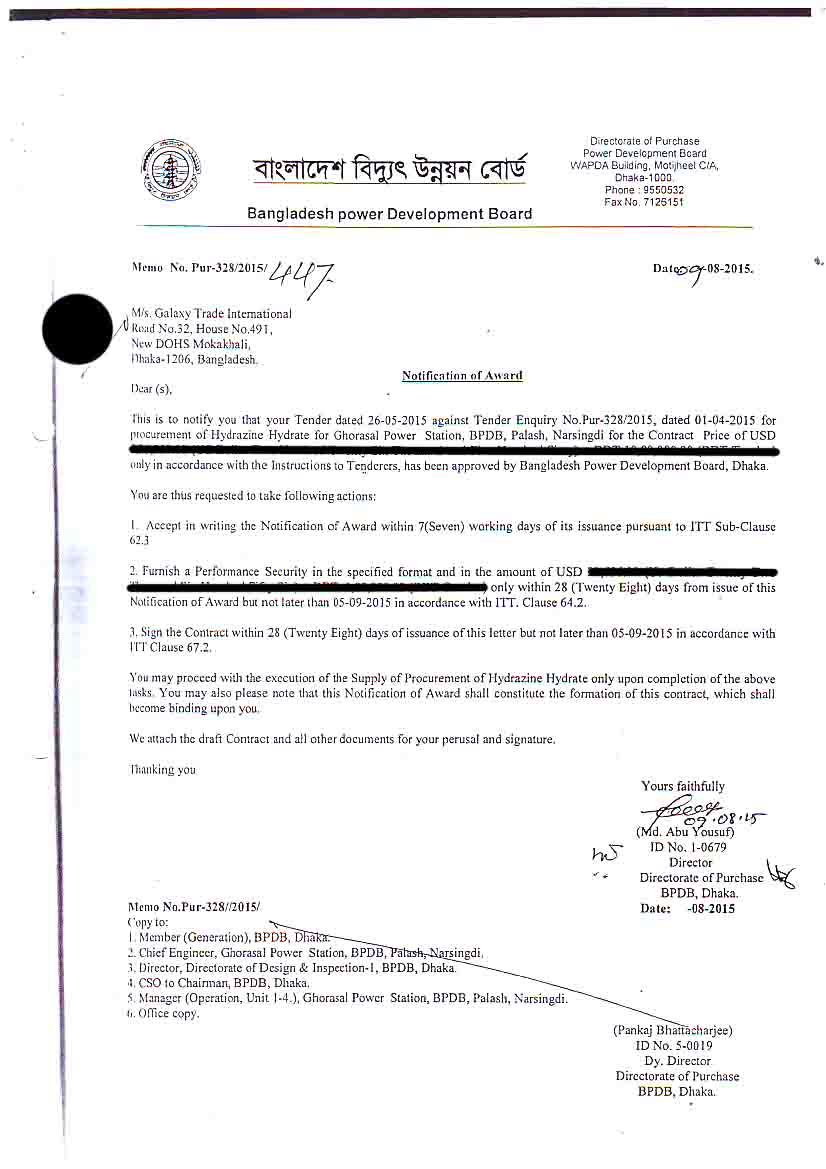 বাংলাদেশ বিদ্যুৎ উন্নয়ন বোর্ড
Bangladesh power Development Board
Directorate of Purchase
Power Development Board
WAPDA Building, Motijheel C/A,
Dhaka-1000.
Phone : 9550532
Fax No. 7126151
Memo No. Pur-328/2015/ 447
Date 09-08-2015.
M/s. Galaxy Trade International
Road No.32, House No.491,
New DOHS Mokakhali,
Dhaka-1206, Bangladesh.
Notification of Award
Dear (s),
This is to notify you that your Tender dated 26-05-2015 against Tender Enquiry No.Pur-328/2015, dated 01-04-2015 for
procurement of Hydrazine Hydrate for Ghorasal Power Station, BPDB, Palash, Narsingdi for the Contract Price of USD
only in accordance with the Instructions to Tenderers, has been approved by Bangladesh Power Development Board, Dhaka.
You are thus requested to take following actions:
1. Accept in writing the Notification of Award within 7(Seven) working days of its issuance pursuant to ITT Sub-Clause
62.3
2. Furnish a Performance Security in the specified format and in the amount of USD
only within 28 (Twenty Eight) days from issue of this
Notification of Award but not later than 05-09-2015 in accordance with ITT. Clause 64.2.
3. Sign the Contract within 28 (Twenty Eight) days of issuance of this letter but not later than 05-09-2015 in accordance with
ITT Clause 67.2.
You may proceed with the execution of the Supply of Procurement of Hydrazine Hydrate only upon completion of the above
tasks. You may also please note that this Notification of Award shall constitute the formation of this contract, which shall
become binding upon you.
We attach the draft Contract and all other documents for your perusal and signature.
Thanking you
Yours faithfully
09.08.15
(Md. Abu Yousuf)
ID No. 1-0679
Director
Directorate of Purchase
BPDB, Dhaka.
Date: -08-2015
Memo No.Pur-328//2015/
Copy to:
1. Member (Generation), BPDB, Dhaka.
2. Chief Engineer, Ghorasal Power Station, BPDB, Palash, Narsingdi.
3. Director, Directorate of Design & Inspection-1, BPDB, Dhaka.
4. CSO to Chairman, BPDB, Dhaka.
5. Manager (Operation, Unit 1-4.), Ghorasal Power Station, BPDB, Palash, Narsingdi.
6. Office copy.
(Pankaj Bhattacharjee)
ID No. 5-0019
Dy. Director
Directorate of Purchase
BPDB, Dhaka.